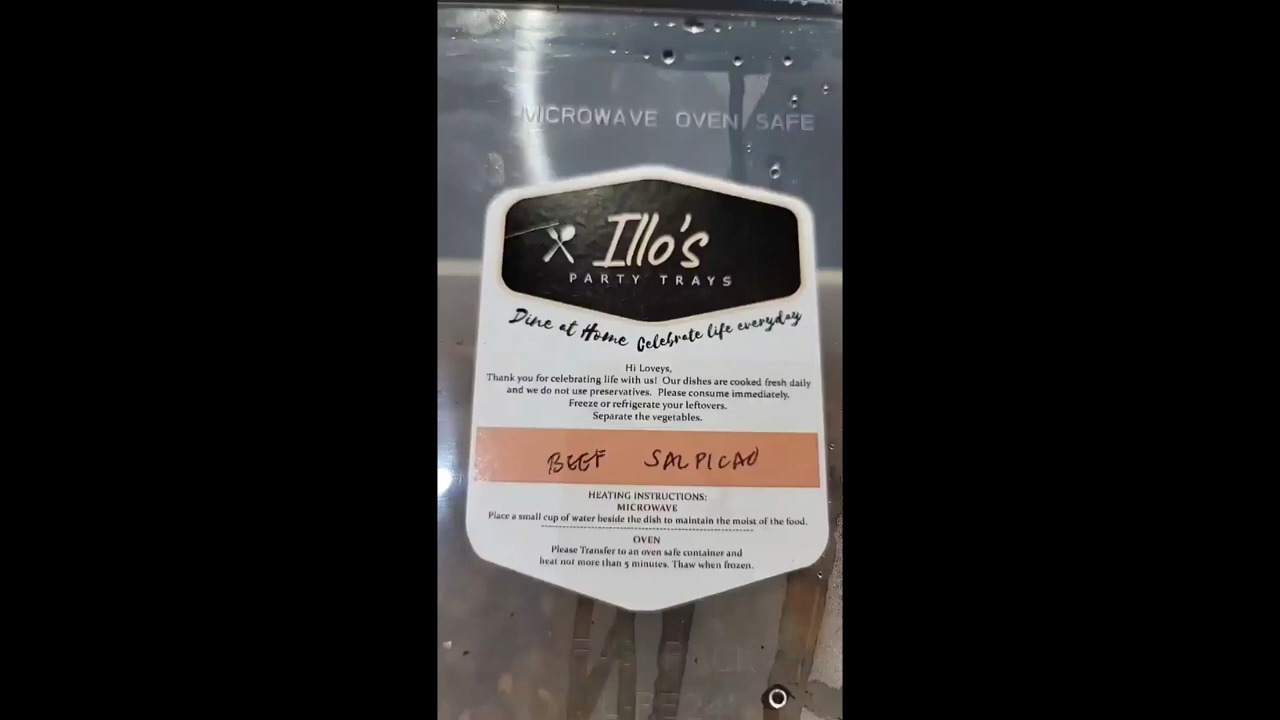 MICROWAVE OVEN SAFE
Illo's
PARTY TRAYS
Dine at Home Celebrate life everyday
Hi Loveys,
Thank you for celebrating life with us! Our dishes are cooked fresh daily
and we do not use preservatives. Please consume immediately.
Freeze or refrigerate your leftovers.
Separate the vegetables.
BEEF SALPICAO
HEATING INSTRUCTIONS:
MICROWAVE
Place a small cup of water beside the dish to maintain the moist of the food.
OVEN
Please Transfer to an oven safe container and
heat not more than 5 minutes. Thaw when frozen.